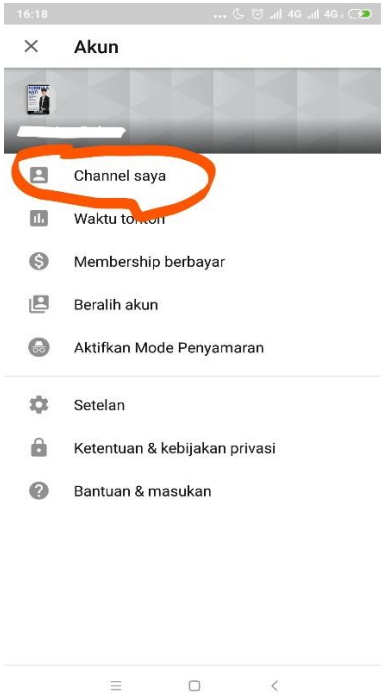 16:18
... 4G 4G
Akun
Channel saya
Waktu tonton
Membership berbayar
Beralih akun
Aktifkan Mode Penyamaran
Setelan
Ketentuan & kebijakan privasi
Bantuan & masukan